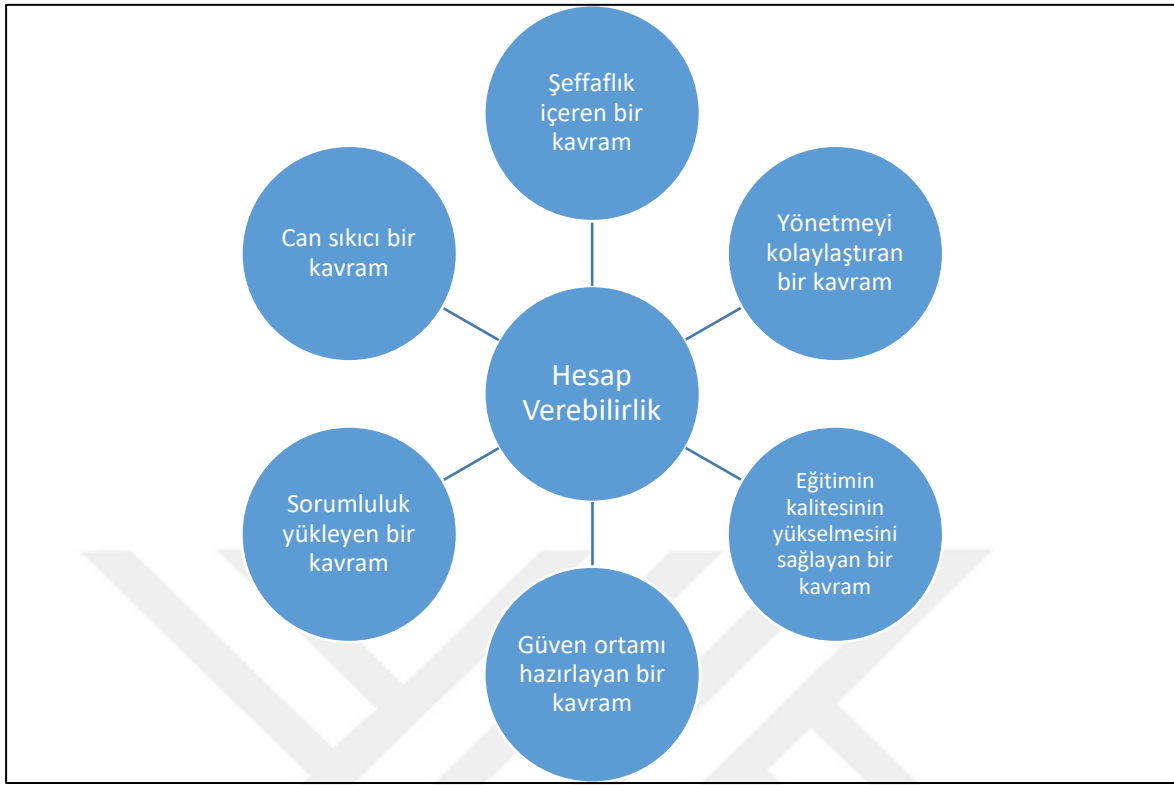 Şeffaflık
içeren bir
kavram
Yönetmeyi
kolaylaştıran
bir kavram
Eğitimin
kalitesinin
yükselmesini
sağlayan bir
kavram
Güven ortamı
hazırlayan bir
kavram
Sorumluluk
yükleyen bir
kavram
Can sıkıcı bir
kavram
Hesap
Verebilirlik